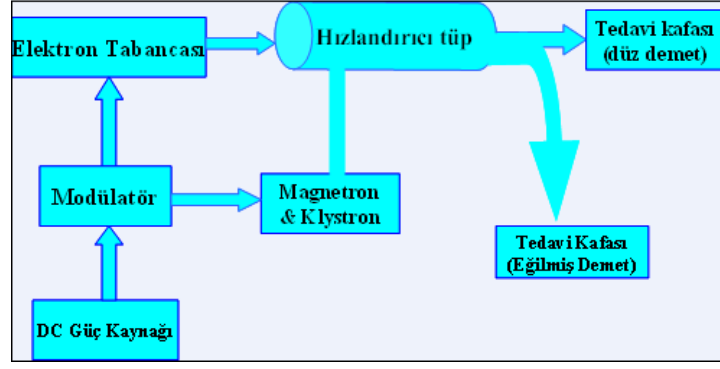 Elektron Tabancası
Hızlandırıcı tüp
Tedavi kafası
(düz demet)
Modülatör
Magnetron
& Klystron
Tedavi Kafası
(Eğilmiş Demet)
DC Güç Kaynağı